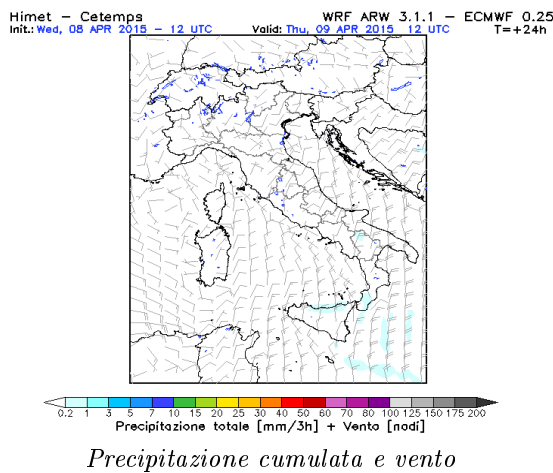 Himet – Cetemps WRF ARW 3.1.1 – ECMWF 0.25
Init.: Wed, 08 APR 2015 – 12 UTC Valid: Thu, 09 APR 2015 12 UTC T=+24h
0.2 1 3 5 7 10 15 20 25 30 40 50 60 70 80 100 125 150 175 200
Precipitazione totale [mm/3h] + Vento [nodi]
Precipitazione cumulata e vento